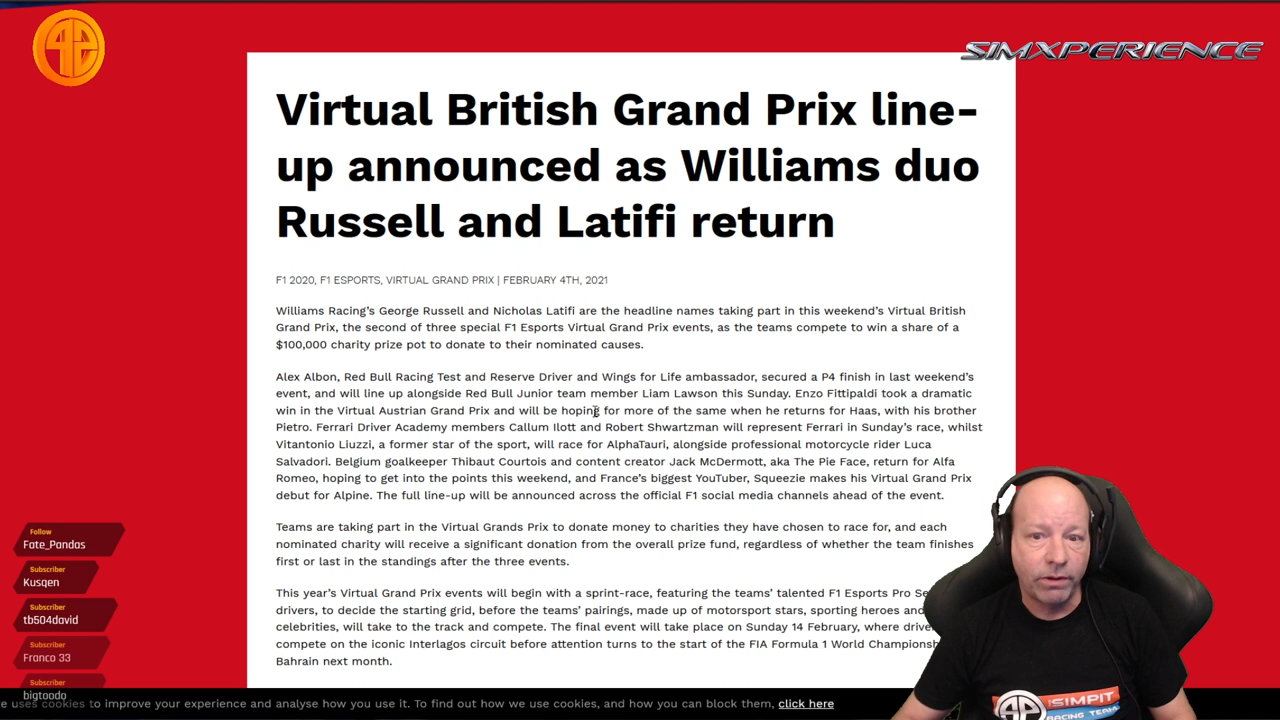 SIMXPERIENCE
Virtual British Grand Prix line-
up announced as Williams duo
Russell and Latifi return
F1 2020, F1 ESPORTS, VIRTUAL GRAND PRIX | FEBRUARY 4TH, 2021
Williams Racing's George Russell and Nicholas Latifi are the headline names taking part in this weekend's Virtual British
Grand Prix, the second of three special F1 Esports Virtual Grand Prix events, as the teams compete to win a share of a
$100,000 charity prize pot to donate to their nominated causes.
Alex Albon, Red Bull Racing Test and Reserve Driver and Wings for Life ambassador, secured a P4 finish in last weekend's
event, and will line up alongside Red Bull Junior team member Liam Lawson this Sunday. Enzo Fittipaldi took a dramatic
win in the Virtual Austrian Grand Prix and will be hoping for more of the same when he returns for Haas, with his brother
Pietro. Ferrari Driver Academy members Callum Ilott and Robert Shwartzman will represent Ferrari in Sunday's race, whilst
Vitantonio Liuzzi, a former star of the sport, will race for AlphaTauri, alongside professional motorcycle rider Luca
Salvadori. Belgium goalkeeper Thibaut Courtois and content creator Jack McDermott, aka The Pie Face, return for Alfa
Romeo, hoping to get into the points this weekend, and France's biggest YouTuber, Squeezie makes his Virtual Grand Prix
debut for Alpine. The full line-up will be announced across the official F1 social media channels ahead of the event.
Teams are taking part in the Virtual Grands Prix to donate money to charities they have chosen to race for, and each
nominated charity will receive a significant donation from the overall prize fund, regardless of whether the team finishes
first or last in the standings after the three events.
This year's Virtual Grand Prix events will begin with a sprint-race, featuring the teams' talented F1 Esports Pro Se
drivers, to decide the starting grid, before the teams' pairings, made up of motorsport stars, sporting heroes and
celebrities, will take to the track and compete. The final event will take place on Sunday 14 February, where drive
compete on the iconic Interlagos circuit before attention turns to the start of the FIA Formula 1 World Championsh
Bahrain next month.
Follow
Fate_Pandas
Subscriber
Kusqen
Subscriber
tb504david
Subscriber
Franco 33
Subscriber
bigtoodo
e uses cookies to improve your experience and analyse how you use it. To find out how we use cookies, and how you can block them, click here
SIMPIT
RACING TEAM